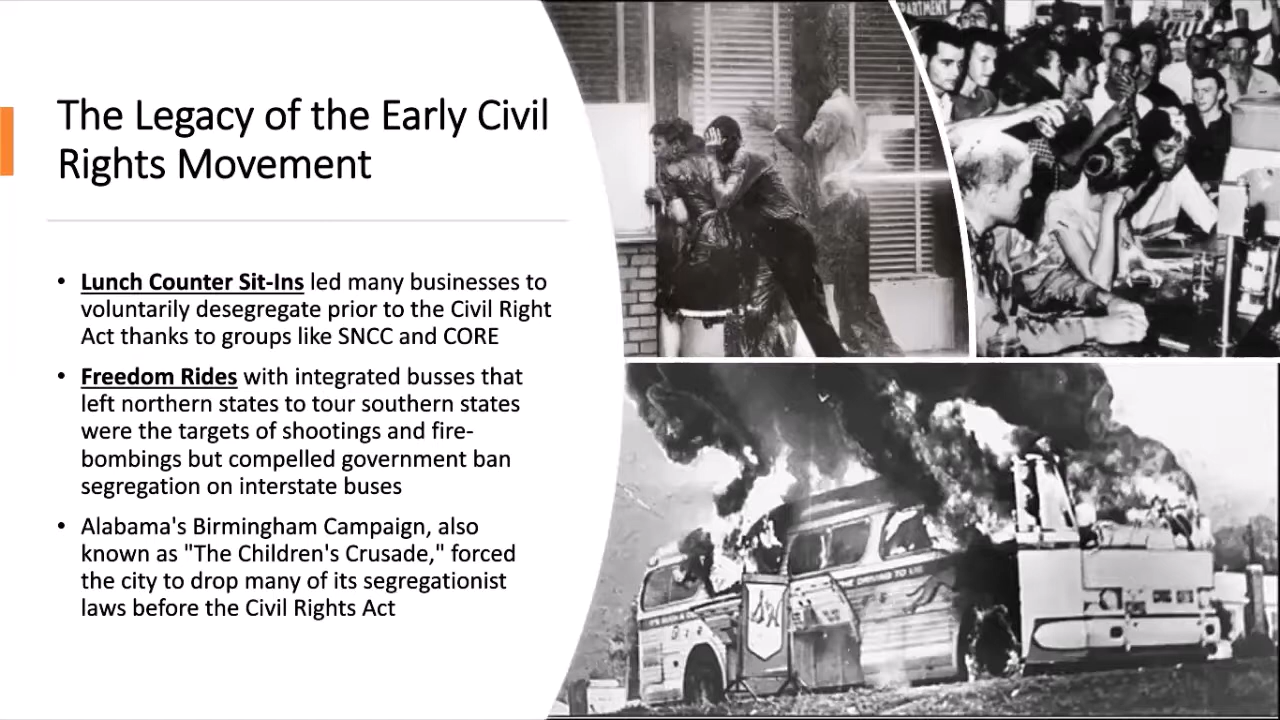 The Legacy of the Early Civil
Rights Movement
• Lunch Counter Sit-Ins led many businesses to
voluntarily desegregate prior to the Civil Right
Act thanks to groups like SNCC and CORE
• Freedom Rides with integrated busses that
left northern states to tour southern states
were the targets of shootings and fire-
bombings but compelled government ban
segregation on interstate buses
• Alabama's Birmingham Campaign, also
known as "The Children's Crusade," forced
the city to drop many of its segregationist
laws before the Civil Rights Act